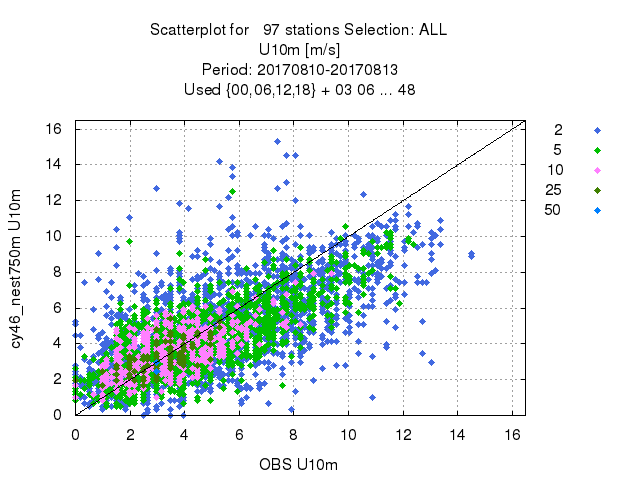 Scatterplot for 97 stations Selection: ALL
U10m [m/s]
Period: 20170810-20170813
Used {00,06,12,18} + 03 06 ... 48
16
14
12
10
8
6
4
2
0
cy46_nest750m U10m
0 2 4 6 8 10 12 14 16
OBS U10m
2
5
10
25
50